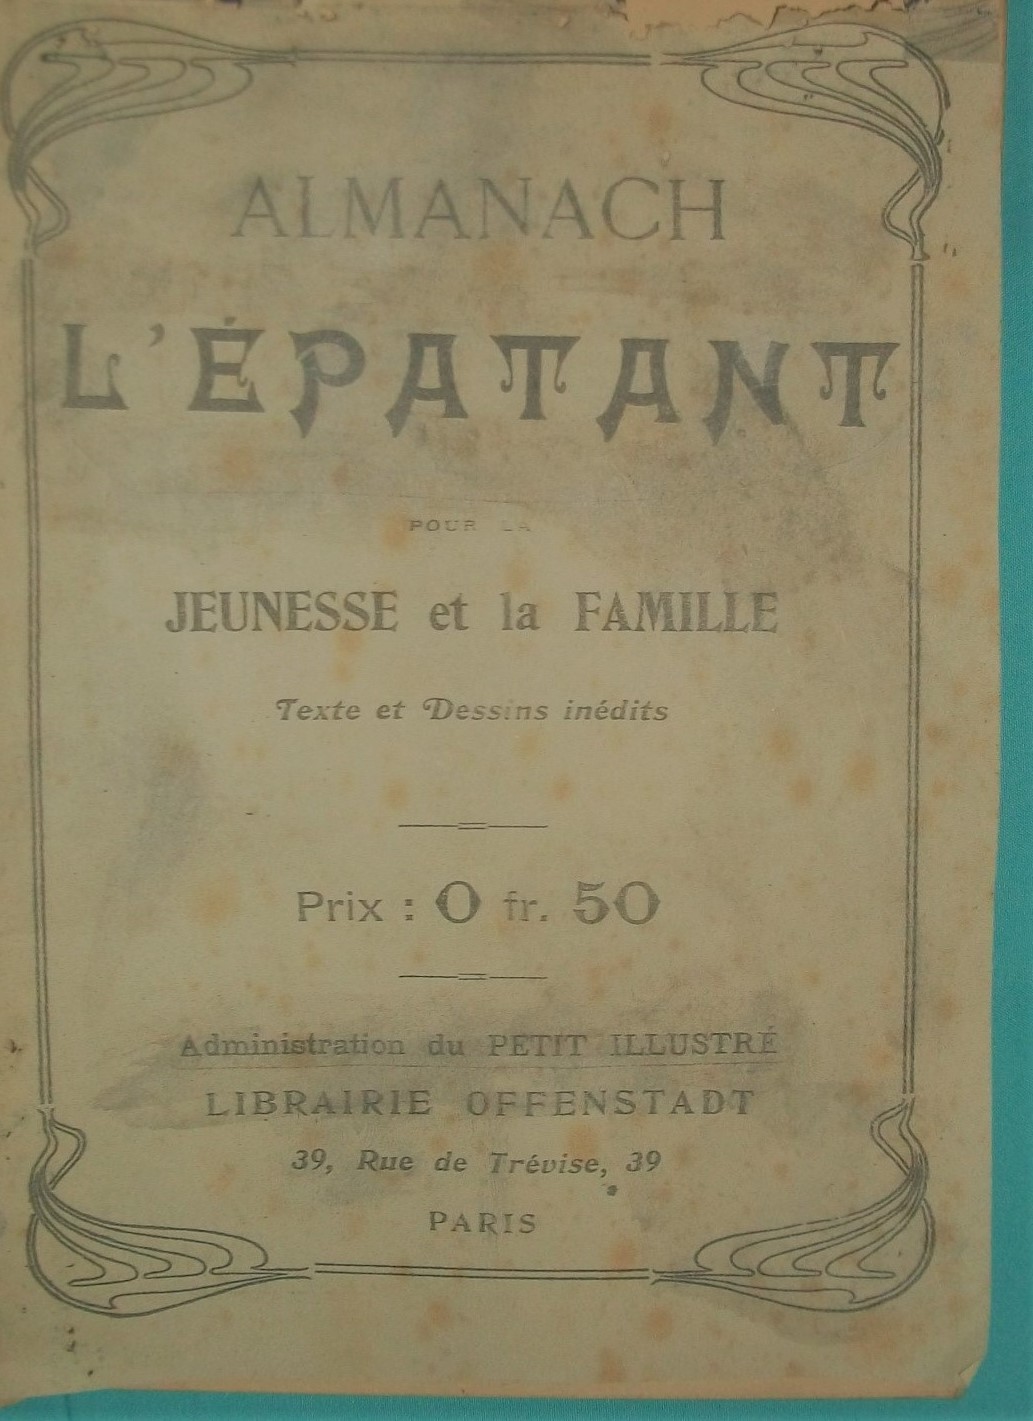 ALMANACH
L'ÉPATANT
POUR LA
JEUNESSE et la FAMILLE
Texte et Dessins inédits
Prix : 0 fr. 50
Administration du PETIT ILLUSTRÉ
LIBRAIRIE OFFENSTADT
39, Rue de Trévise, 39
PARIS